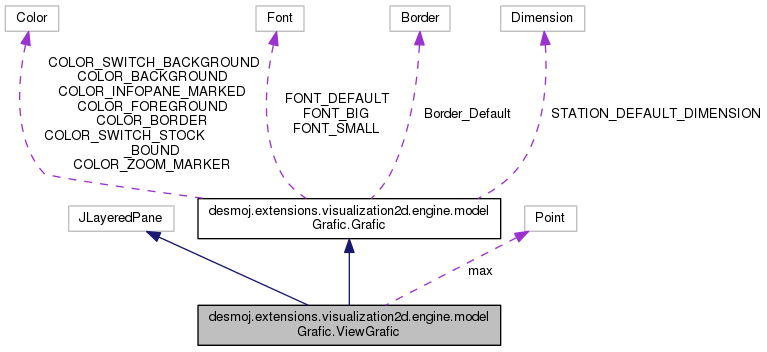 Color
Font
Border
Dimension
COLOR_SWITCH_BACKGROUND
COLOR_BACKGROUND
COLOR_INFOPANE_MARKED
COLOR_FOREGROUND
COLOR_BORDER
COLOR_SWITCH_STOCK
_BOUND
COLOR_ZOOM_MARKER
FONT_DEFAULT
FONT_BIG
FONT_SMALL
Border_Default
STATION_DEFAULT_DIMENSION
JLayeredPane
desmoj.extensions.visualization2d.engine.model
Grafic.Grafic
Point
max
desmoj.extensions.visualization2d.engine.model
Grafic.ViewGrafic